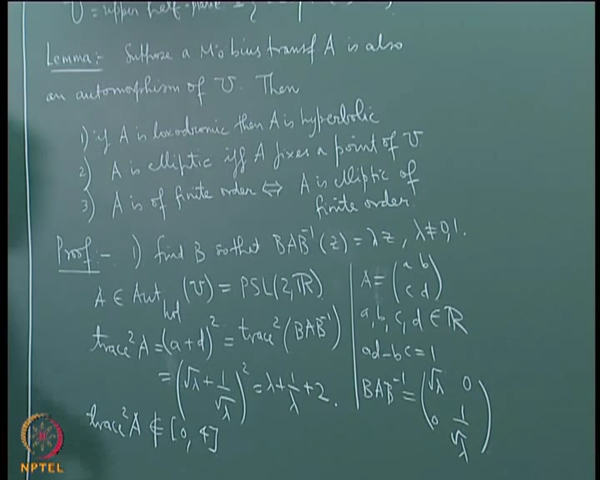 U = upper half-plane = {
Lemma:- Suppose a Möbius transf A is also
an automorphism of U. Then
1) if A is loxodromic then A is hyperbolic
2) A is elliptic iff A fixes a point of U
3) A is of finite order ⟺ A is elliptic of
finite order.
Proof:- 1) find B so that BAB⁻¹(z) = λz, λ≠0,1.
A ∈ Aut_hol (U) = PSL(2,ℝ)
trace²A = (a+d)² = trace²(BAB⁻¹)
= (√λ + 1/√λ)² = λ + 1/λ + 2.
trace²A ∉ [0, 4]
A = (a b
c d)
a, b, c, d ∈ ℝ
ad-bc = 1
BAB⁻¹ = (√λ 0
0 1/√λ)
NPTEL